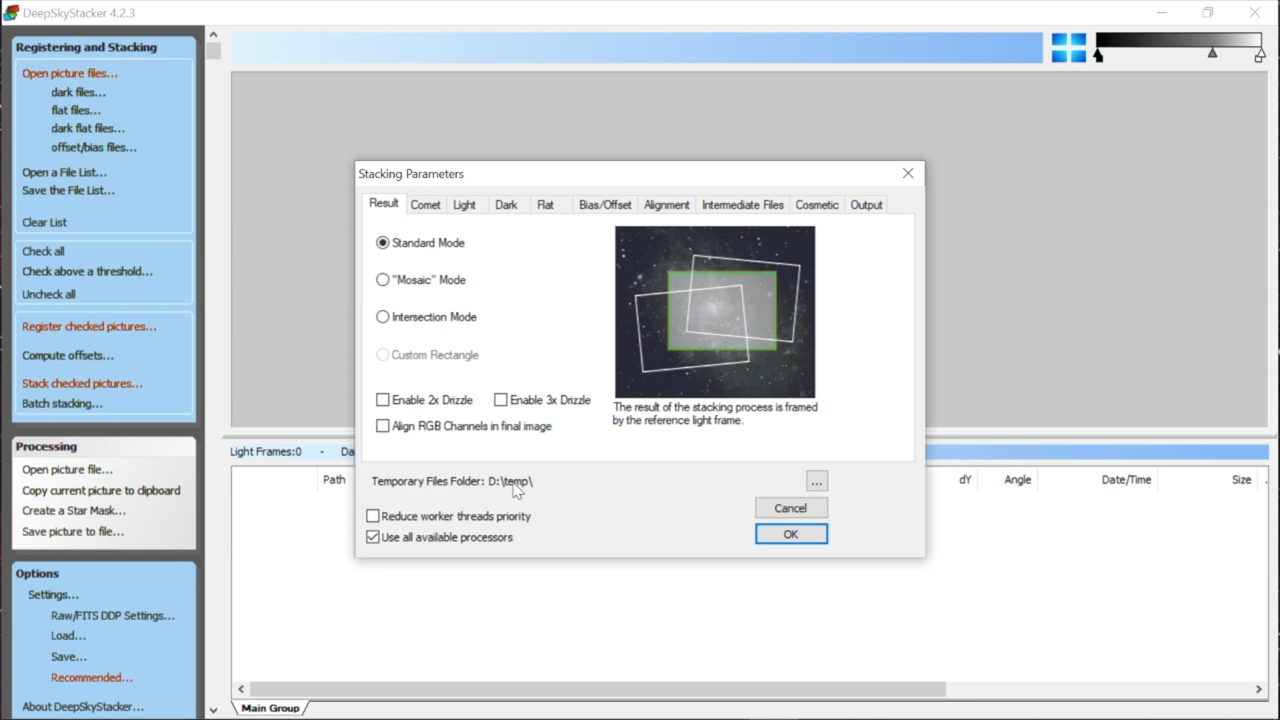 DeepSkyStacker 4.2.3
Registering and Stacking
Open picture files...
dark files...
flat files...
dark flat files...
offset/bias files...
Open a File List...
Save the File List...
Clear List
Check all
Check above a threshold...
Uncheck all
Register checked pictures...
Compute offsets...
Stack checked pictures...
Batch stacking...
Processing
Open picture file...
Copy current picture to clipboard
Create a Star Mask...
Save picture to file...
Options
Settings...
Raw/FITS DDP Settings...
Load...
Save...
Recommended...
About DeepSkyStacker...
Stacking Parameters
Result Comet Light Dark Flat Bias/Offset Alignment Intermediate Files Cosmetic Output
Standard Mode
"Mosaic" Mode
Intersection Mode
Custom Rectangle
Enable 2x Drizzle Enable 3x Drizzle
Align RGB Channels in final image
The result of the stacking process is framed
by the reference light frame.
Temporary Files Folder: D:\temp\
...
Reduce worker threads priority
Use all available processors
Cancel
OK
Light Frames:0 - Da
Path dY Angle Date/Time Size
Main Group